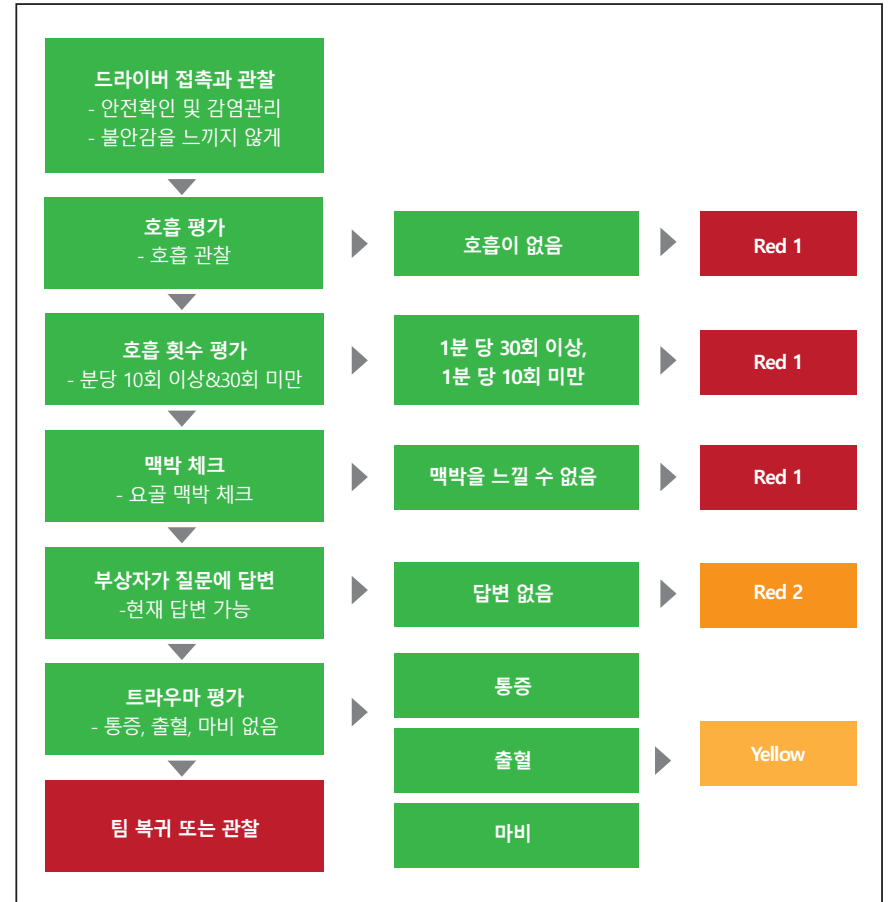 드라이버 접촉과 관찰
- 안전확인 및 감염관리
- 불안감을 느끼지 않게
호흡 평가
- 호흡 관찰
호흡이 없음
Red 1
호흡 횟수 평가
- 분당 10회 이상&30회 미만
1분 당 30회 이상,
1분 당 10회 미만
Red 1
맥박 체크
- 요골 맥박 체크
맥박을 느낄 수 없음
Red 1
부상자가 질문에 답변
-현재 답변 가능
답변 없음
Red 2
트라우마 평가
- 통증, 출혈, 마비 없음
통증
출혈
마비
Yellow
팀 복귀 또는 관찰